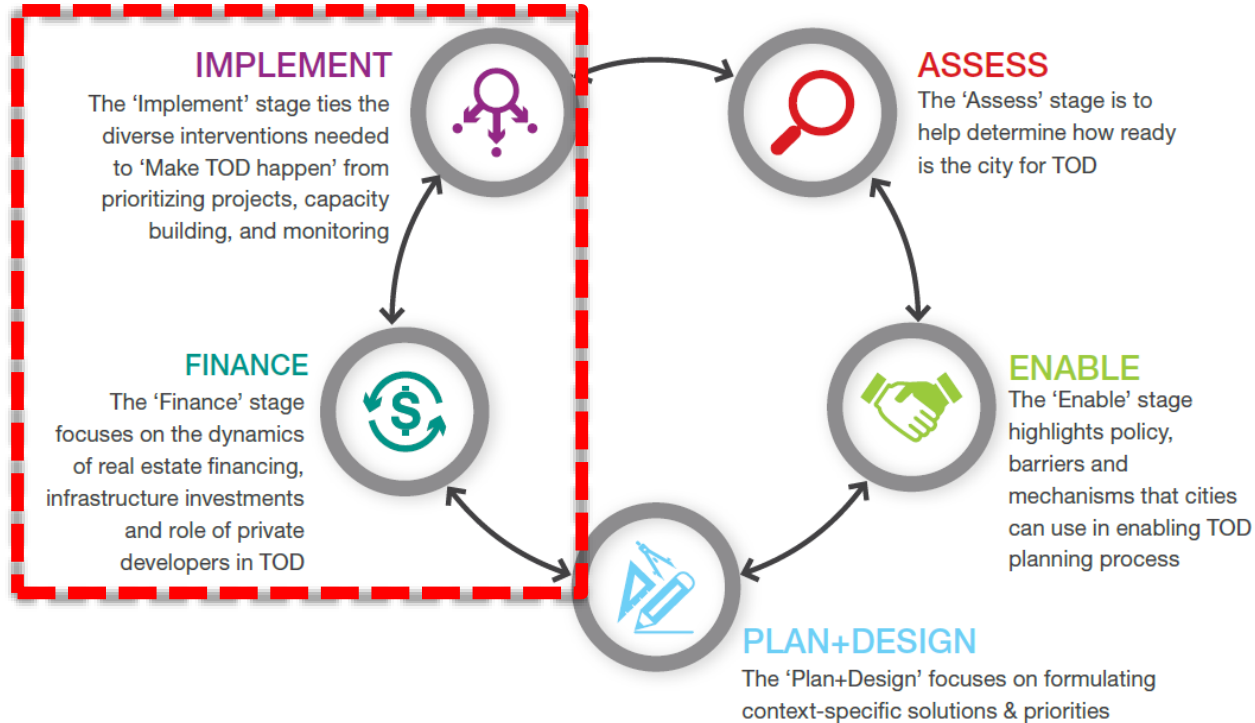 IMPLEMENT
The ‘Implement’ stage ties the
diverse interventions needed
to ‘Make TOD happen’ from
prioritizing projects, capacity
building, and monitoring
ASSESS
The ‘Assess’ stage is to
help determine how ready
is the city for TOD
FINANCE
The ‘Finance’ stage
focuses on the dynamics
of real estate financing,
infrastructure investments
and role of private
developers in TOD
$
ENABLE
The ‘Enable’ stage
highlights policy,
barriers and
mechanisms that cities
can use in enabling TOD
planning process
PLAN+DESIGN
The ‘Plan+Design’ focuses on formulating
context-specific solutions & priorities